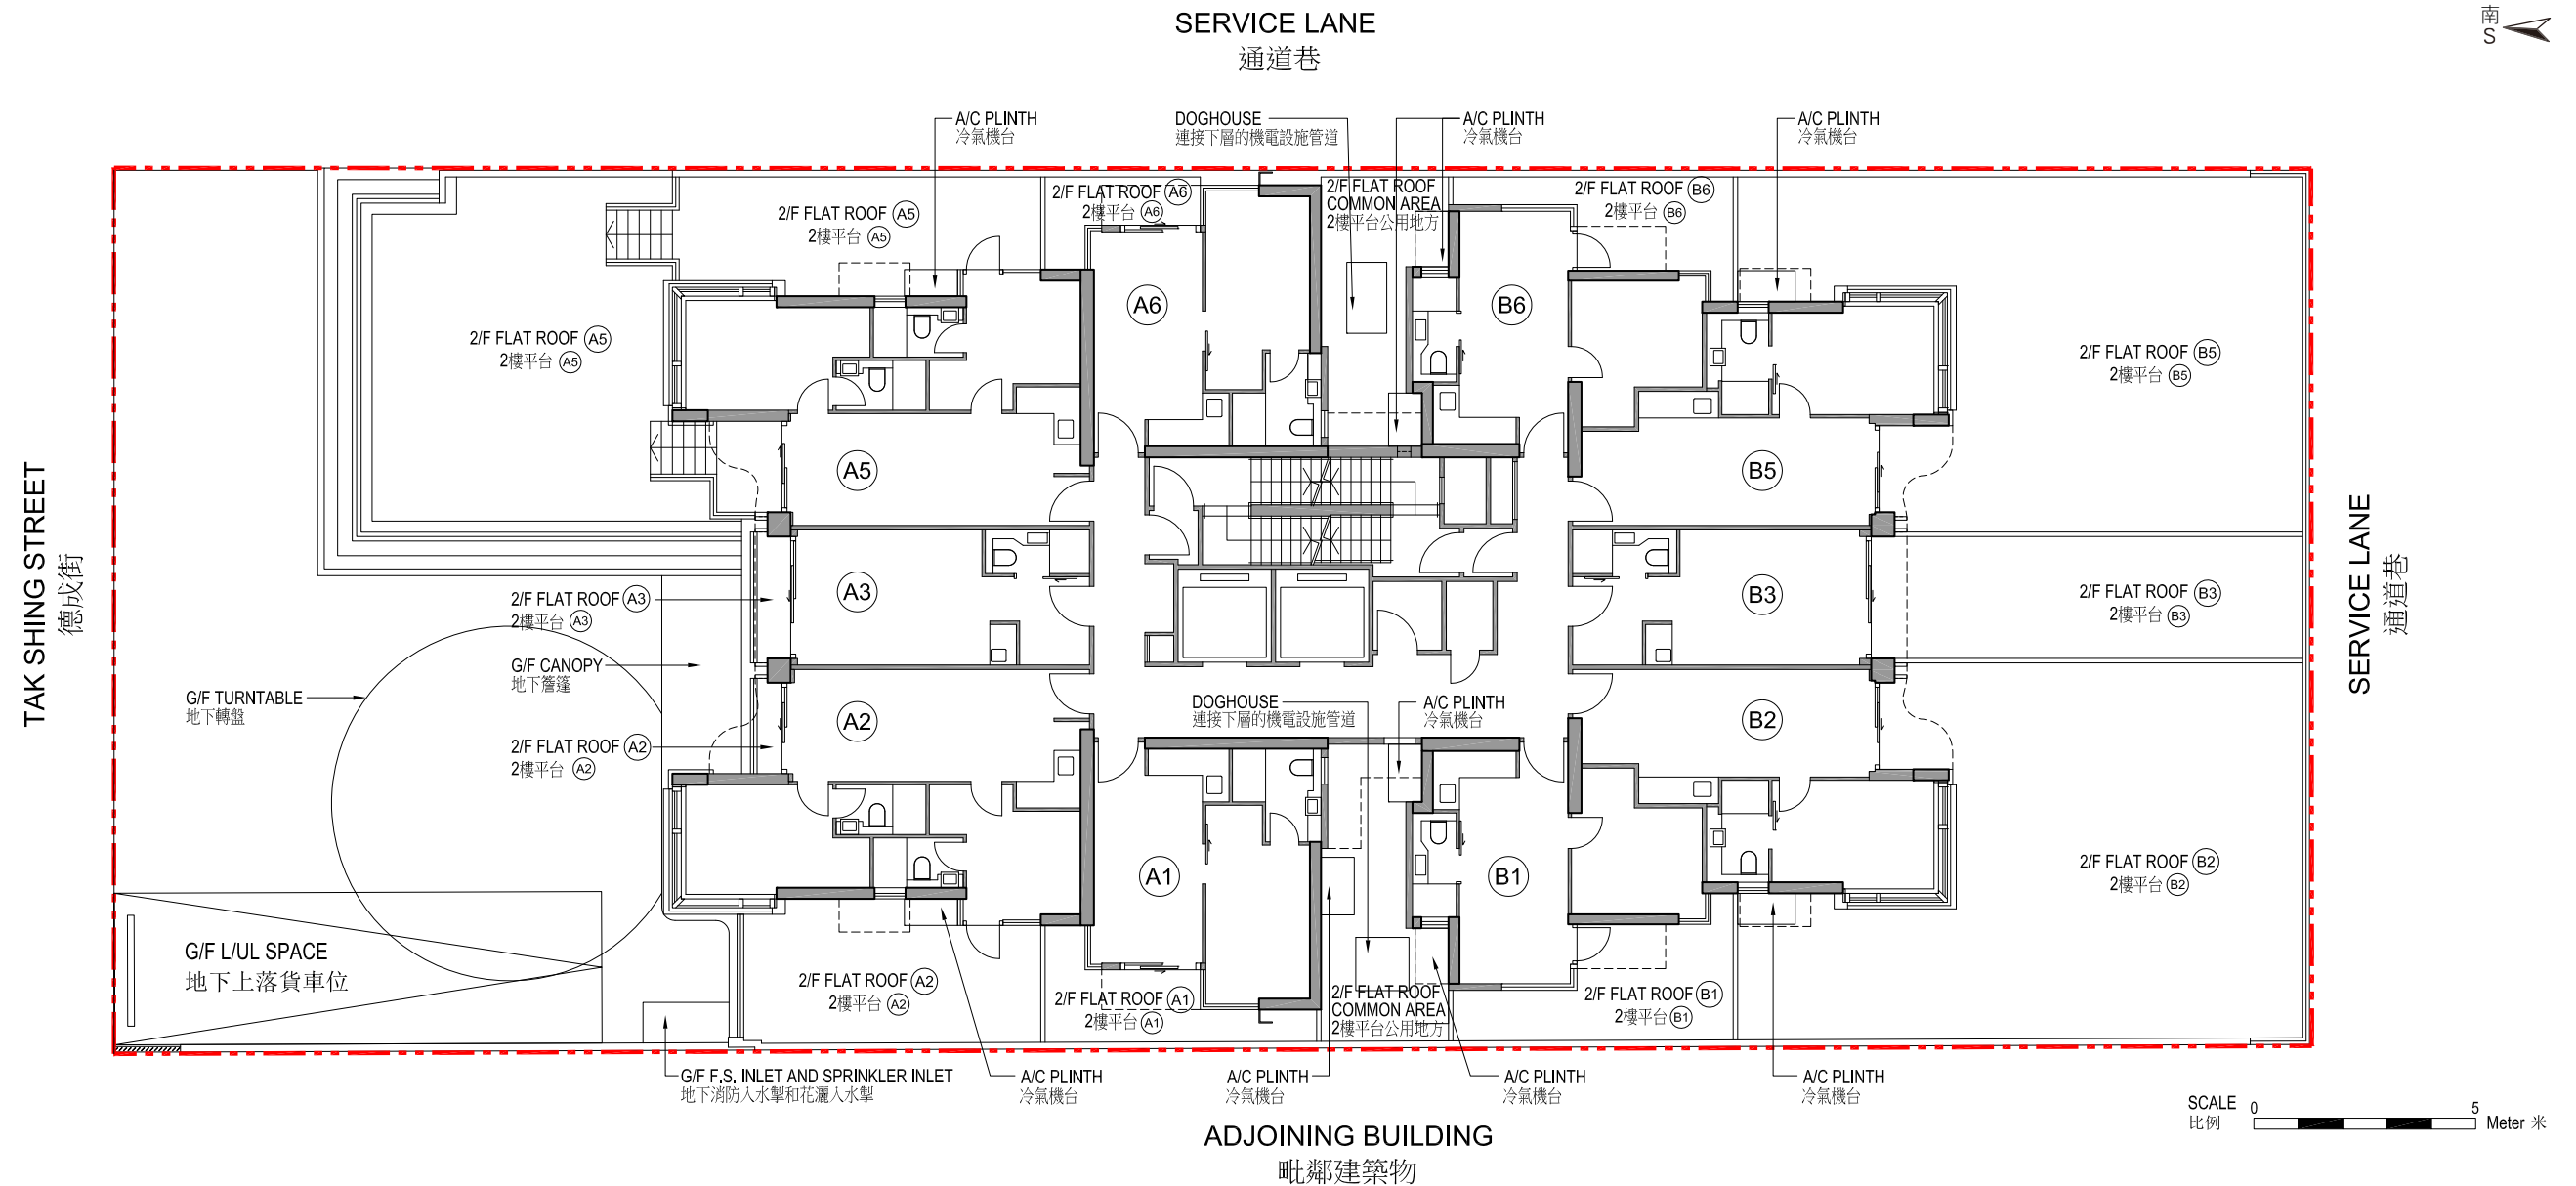 SERVICE LANE
通道巷
南
S
A/C PLINTH
冷氣機台
DOGHOUSE
連接下層的機電設施管道
A/C PLINTH
冷氣機台
A/C PLINTH
冷氣機台
2/F FLAT ROOF A5
2樓平台 A5
2/F FLAT ROOF A6
2樓平台 A6
2/F FLAT ROOF
COMMON AREA
2樓平台公用地方
2/F FLAT ROOF B6
2樓平台 B6
2/F FLAT ROOF A5
2樓平台 A5
A6
B6
2/F FLAT ROOF B5
2樓平台 B5
A5
B5
TAK SHING STREET
德成街
SERVICE LANE
通道巷
2/F FLAT ROOF A3
2樓平台 A3
A3
B3
2/F FLAT ROOF B3
2樓平台 B3
G/F CANOPY
地下簷篷
G/F TURNTABLE
地下轉盤
2/F FLAT ROOF A2
2樓平台 A2
A2
DOGHOUSE
連接下層的機電設施管道
A/C PLINTH
冷氣機台
B2
A1
B1
2/F FLAT ROOF B2
2樓平台 B2
G/F L/UL SPACE
地下上落貨車位
2/F FLAT ROOF A2
2樓平台 A2
2/F FLAT ROOF A1
2樓平台 A1
2/F FLAT ROOF
COMMON AREA
2樓平台公用地方
2/F FLAT ROOF B1
2樓平台 B1
G/F F.S. INLET AND SPRINKLER INLET
地下消防入水掣和花灑入水掣
A/C PLINTH
冷氣機台
A/C PLINTH
冷氣機台
A/C PLINTH
冷氣機台
A/C PLINTH
冷氣機台
ADJOINING BUILDING
毗鄰建築物
SCALE
比例
0 5
Meter 米